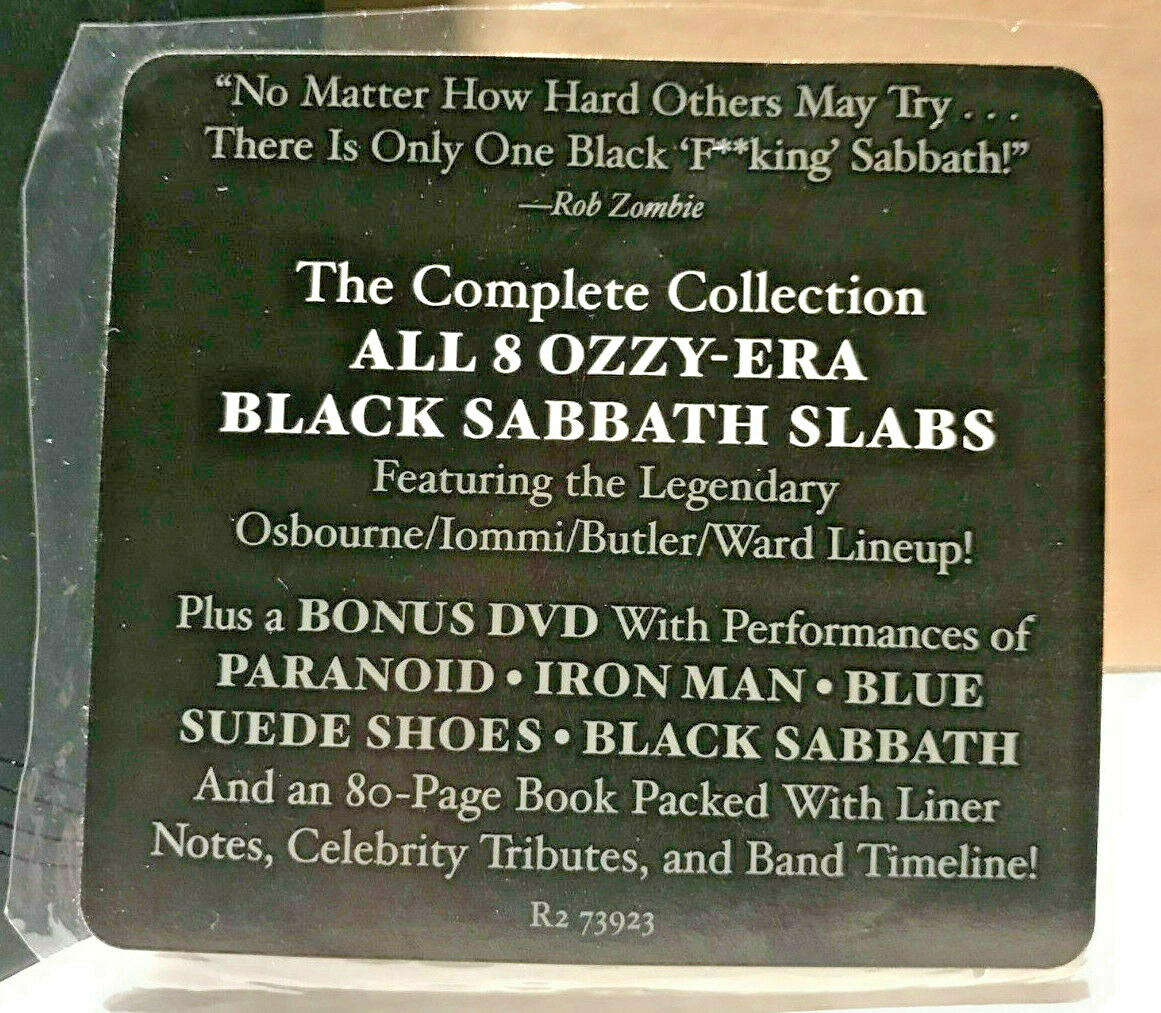 “No Matter How Hard Others May Try . . .
There Is Only One Black ‘F**king’ Sabbath!”
—Rob Zombie
The Complete Collection
ALL 8 OZZY-ERA
BLACK SABBATH SLABS
Featuring the Legendary
Osbourne/Iommi/Butler/Ward Lineup!
Plus a BONUS DVD With Performances of
PARANOID • IRON MAN • BLUE
SUEDE SHOES • BLACK SABBATH
And an 80-Page Book Packed With Liner
Notes, Celebrity Tributes, and Band Timeline!
R2 73923